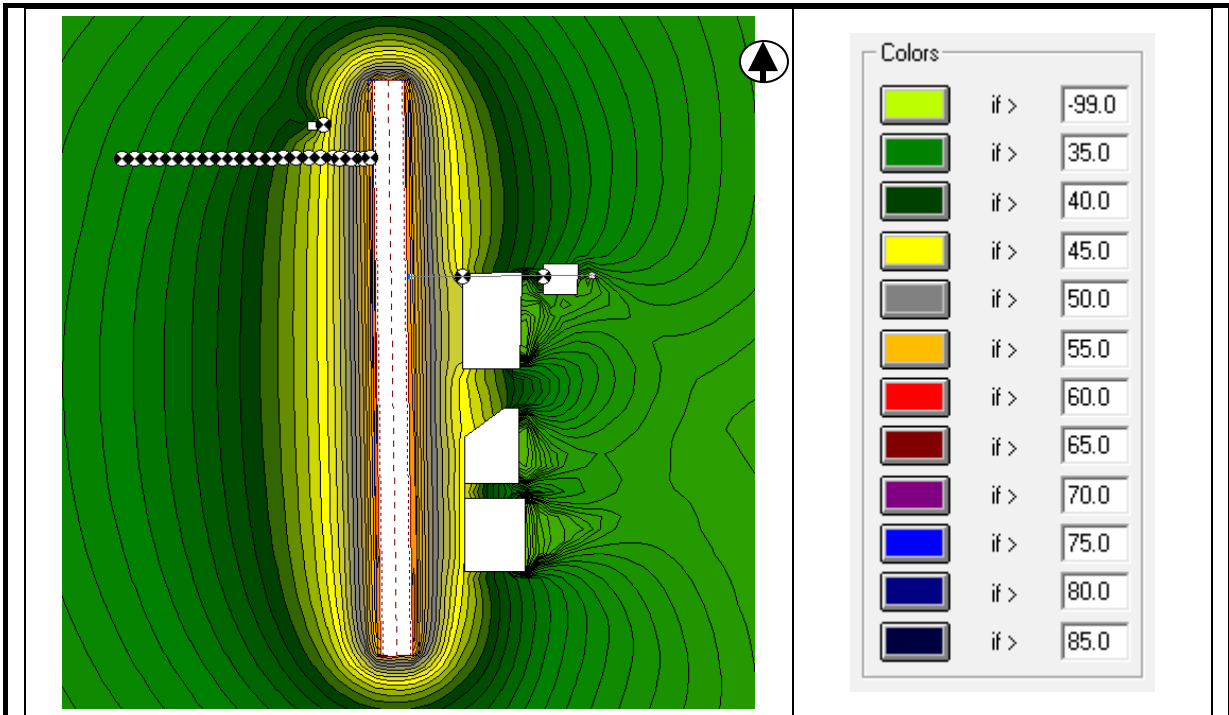 Colors
if > -99.0
if > 35.0
if > 40.0
if > 45.0
if > 50.0
if > 55.0
if > 60.0
if > 65.0
if > 70.0
if > 75.0
if > 80.0
if > 85.0